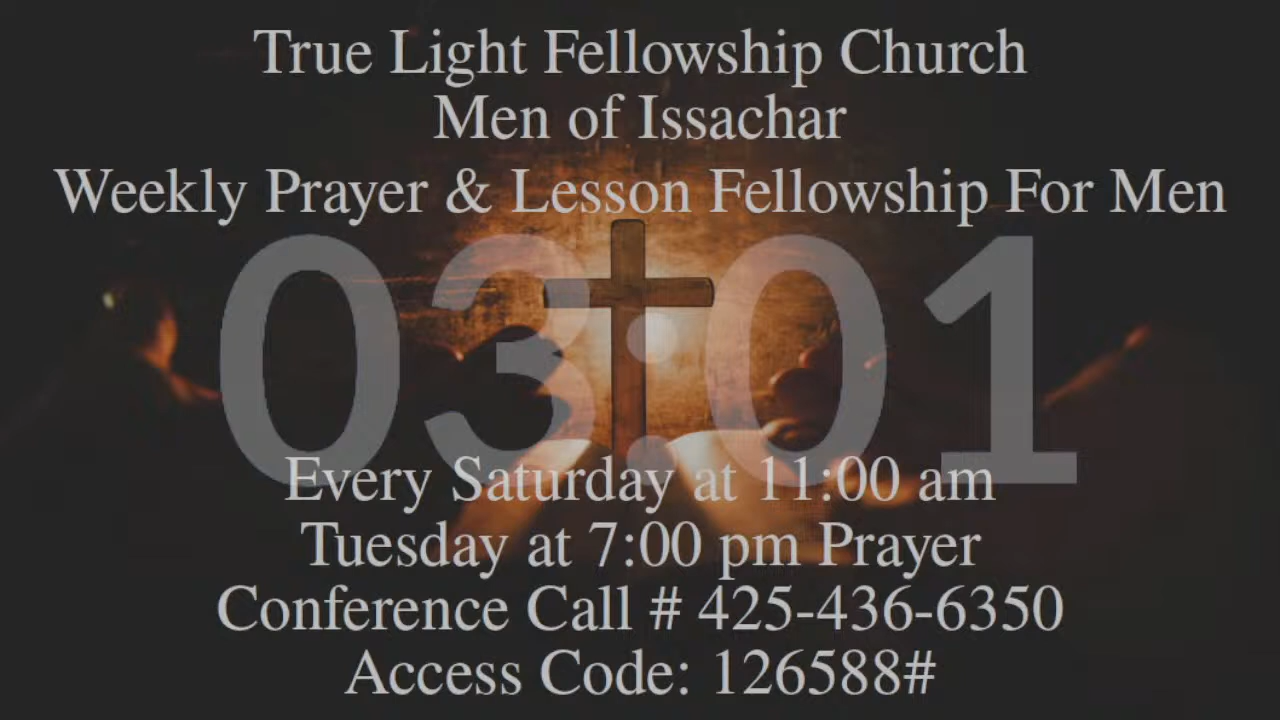 True Light Fellowship Church
Men of Issachar
Weekly Prayer & Lesson Fellowship For Men
03:01
Every Saturday at 11:00 am
Tuesday at 7:00 pm Prayer
Conference Call # 425-436-6350
Access Code: 126588#